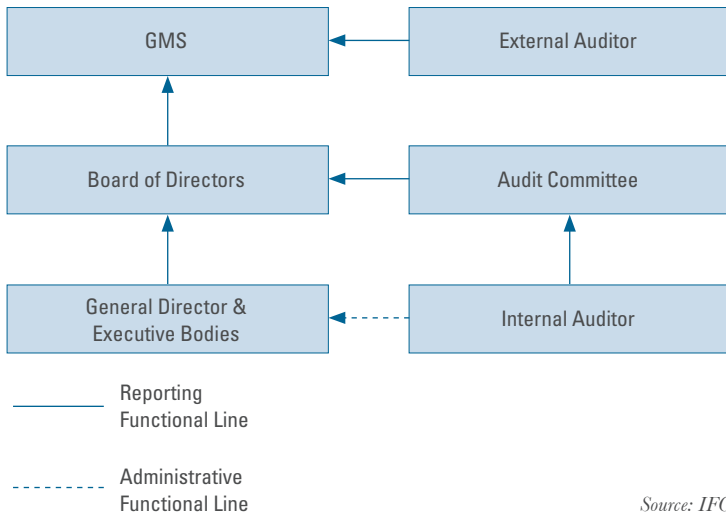 GMS
External Auditor
Board of Directors
Audit Committee
General Director &
Executive Bodies
Internal Auditor
Reporting
Functional Line
Administrative
Functional Line
Source: IFC